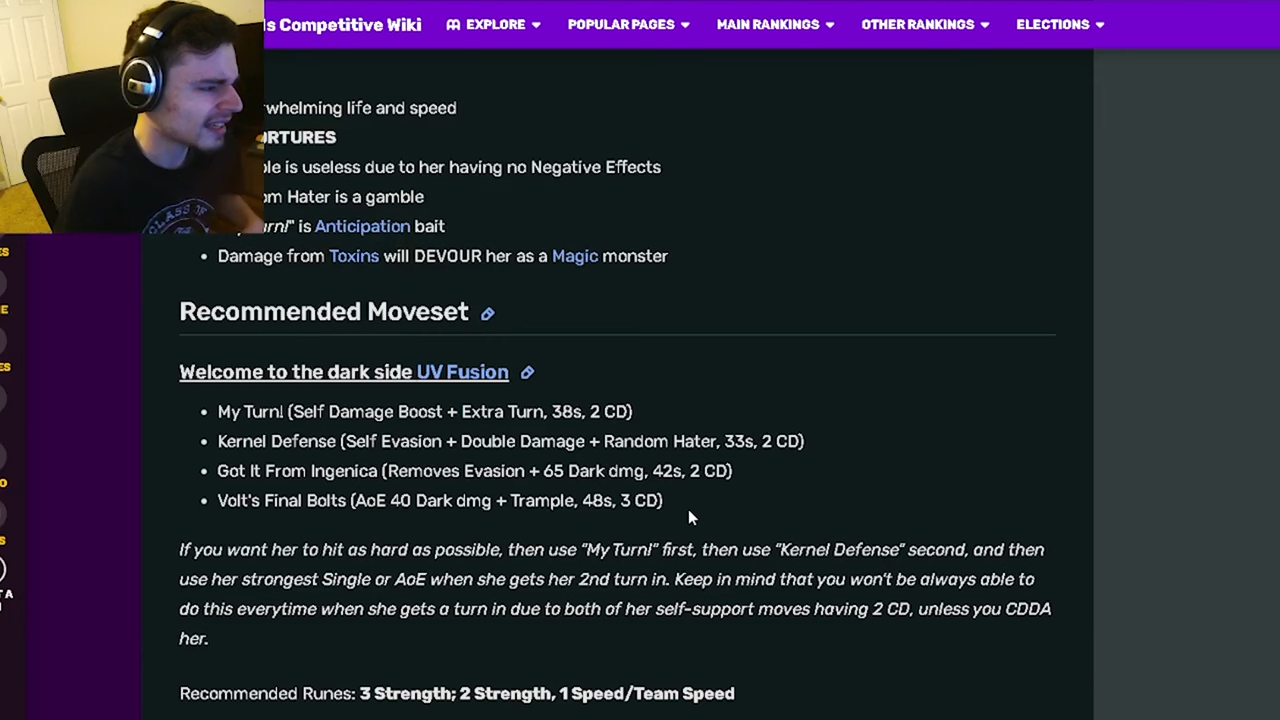 ls Competitive Wiki EXPLORE POPULAR PAGES MAIN RANKINGS OTHER RANKINGS ELECTIONS
rwhelming life and speed
ORTURES
ble is useless due to her having no Negative Effects
om Hater is a gamble
urn!" is Anticipation bait
Damage from Toxins will DEVOUR her as a Magic monster
Recommended Moveset
Welcome to the dark side UV Fusion
My Turn! (Self Damage Boost + Extra Turn, 38s, 2 CD)
Kernel Defense (Self Evasion + Double Damage + Random Hater, 33s, 2 CD)
Got It From Ingenica (Removes Evasion + 65 Dark dmg, 42s, 2 CD)
Volt's Final Bolts (AoE 40 Dark dmg + Trample, 48s, 3 CD)
If you want her to hit as hard as possible, then use "My Turn!" first, then use "Kernel Defense" second, and then
use her strongest Single or AoE when she gets her 2nd turn in. Keep in mind that you won't be always able to
do this everytime when she gets a turn in due to both of her self-support moves having 2 CD, unless you CDDA
her.
Recommended Runes: 3 Strength; 2 Strength, 1 Speed/Team Speed
CLASS OF